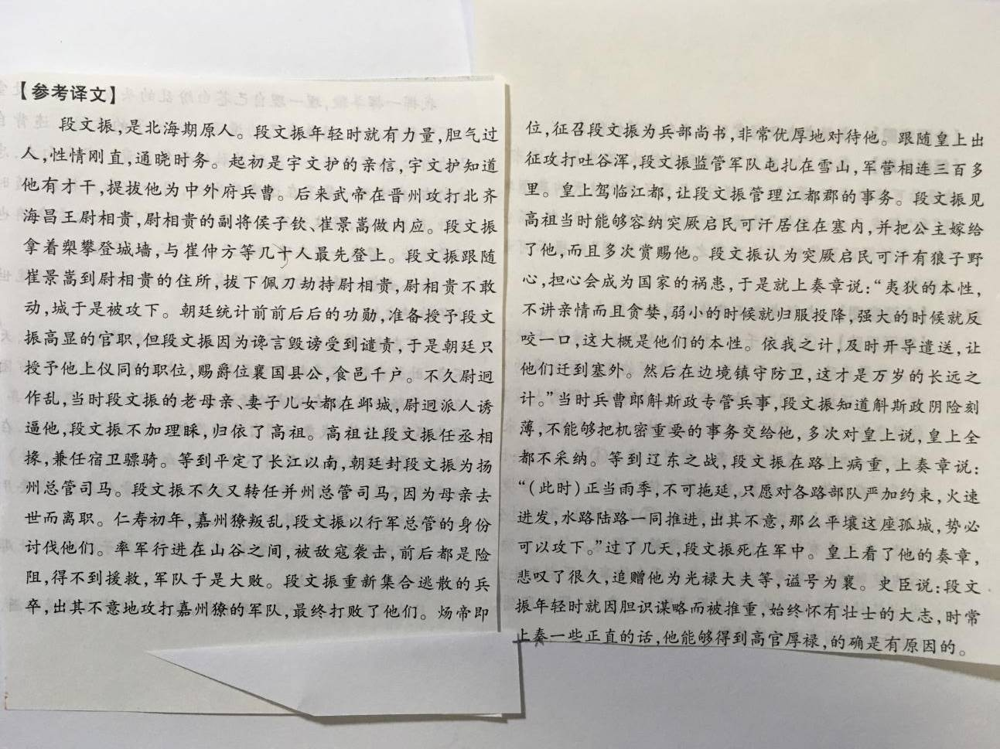 【参考译文】
段文振,是北海期原人。段文振年轻时就有力量,胆气过
人,性情刚直,通晓时务。起初是宇文护的亲信,宇文护知道
他有才干,提拔他为中外府兵曹。后来武帝在晋州攻打北齐
海昌王尉相贵,尉相贵的副将侯子钦、崔景嵩做内应。段文振
拿着槊攀登城墙,与崔仲方等几十人最先登上。段文振跟随
崔景嵩到尉相贵的住所,拔下佩刀劫持尉相贵,尉相贵不敢
动,城于是被攻下。朝廷统计前前后后的功勋,准备授予段文
振高显的官职,但段文振因为谗言毁谤受到谴责,于是朝廷只
授予他上仪同的职位,赐爵位襄国县公,食邑千户。不久尉迥
作乱,当时段文振的老母亲、妻子儿女都在邺城,尉迥派人诱
逼他,段文振不加理睬,归依了高祖。高祖让段文振任丞相
掾,兼任宿卫骠骑。等到平定了长江以南,朝廷封段文振为扬
州总管司马。段文振不久又转任并州总管司马,因为母亲去
世而离职。仁寿初年,嘉州獠叛乱,段文振以行军总管的身份
讨伐他们。率军行进在山谷之间,被敌寇袭击,前后都是险
阻,得不到援救,军队于是大败。段文振重新集合逃散的兵
卒,出其不意地攻打嘉州獠的军队,最终打败了他们。炀帝即
位,征召段文振为兵部尚书,非常优厚地对待他。跟随皇上出
征攻打吐谷浑,段文振监管军队屯扎在雪山,军营相连三百多
里。皇上驾临江都,让段文振管理江都郡的事务。段文振见
高祖当时能够容纳突厥启民可汗居住在塞内,并把公主嫁给
了他,而且多次赏赐他。段文振认为突厥启民可汗有狼子野
心,担心会成为国家的祸患,于是就上奏章说:“夷狄的本性,
不讲亲情而且贪婪,弱小的时候就归服投降,强大的时候就反
咬一口,这大概是他们的本性。依我之计,及时开导遣送,让
他们迁到塞外。然后在边境镇守防卫,这才是万岁的长远之
计。”当时兵曹郎斛斯政专管兵事,段文振知道斛斯政阴险刻
薄,不能够把机密重要的事务交给他,多次对皇上说,皇上全
都不采纳。等到辽东之战,段文振在路上病重,上奏章说:
“(此时)正当雨季,不可拖延,只愿对各路部队严加约束,火速
进发,水路陆路一同推进,出其不意,那么平壤这座孤城,势必
可以攻下。”过了几天,段文振死在军中。皇上看了他的奏章,
悲叹了很久,追赠他为光禄大夫等,谥号为襄。史臣说:段文
振年轻时就因胆识谋略而被推重,始终怀有壮士的大志,时常
上奏一些正直的话,他能够得到高官厚禄,的确是有原因的。